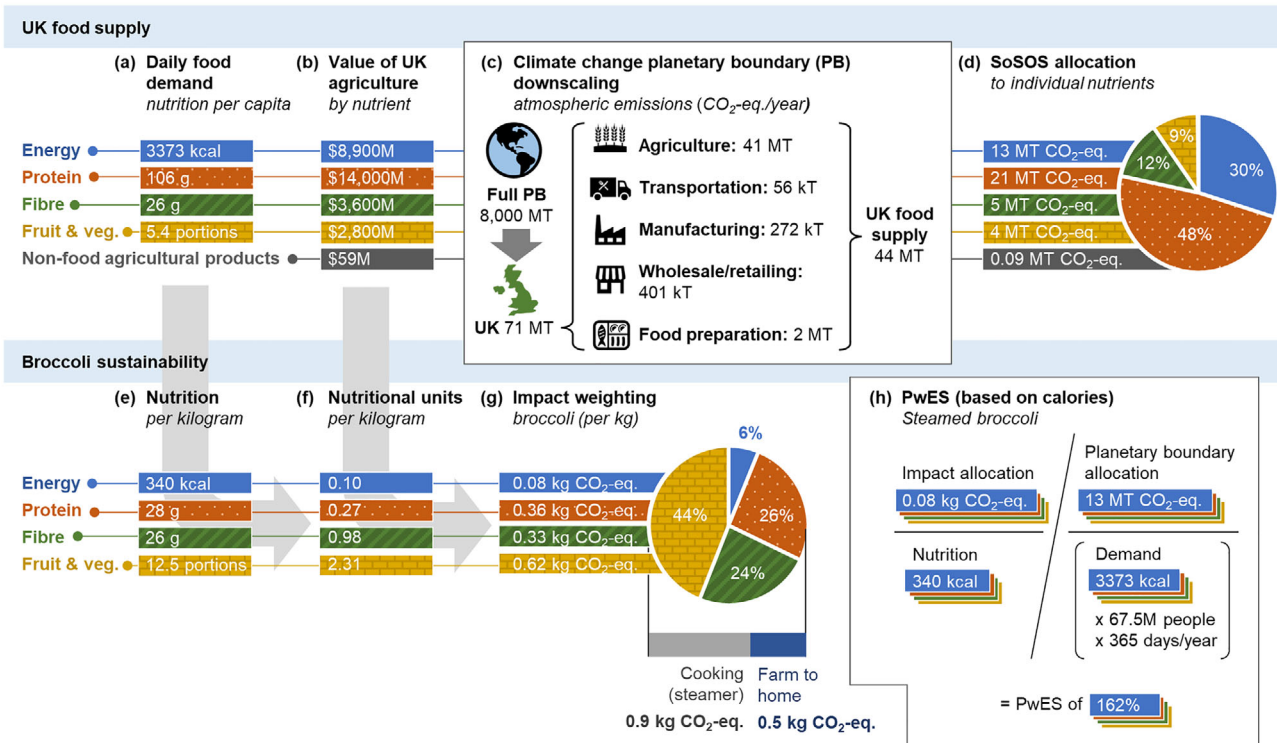 UK food supply
(a) Daily food
demand
nutrition per capita
(b) Value of UK
agriculture
by nutrient
(c) Climate change planetary boundary (PB)
downscaling
atmospheric emissions (CO₂-eq./year)
(d) SoSOS allocation
to individual nutrients
Energy
3373 kcal
$8,900M
Protein
106 g
$14,000M
Fibre
26 g
$3,600M
Fruit & veg.
5.4 portions
$2,800M
Non-food agricultural products
$59M
Full PB
8,000 MT
UK 71 MT
Agriculture: 41 MT
Transportation: 56 kT
Manufacturing: 272 kT
Wholesale/retailing:
401 kT
Food preparation: 2 MT
UK food
supply
44 MT
13 MT CO₂-eq.
21 MT CO₂-eq.
5 MT CO₂-eq.
4 MT CO₂-eq.
0.09 MT CO₂-eq.
9%
12%
30%
48%
Broccoli sustainability
(e) Nutrition
per kilogram
(f) Nutritional units
per kilogram
(g) Impact weighting
broccoli (per kg)
Energy
340 kcal
0.10
0.08 kg CO₂-eq.
Protein
28 g
0.27
0.36 kg CO₂-eq.
Fibre
26 g
0.98
0.33 kg CO₂-eq.
Fruit & veg.
12.5 portions
2.31
0.62 kg CO₂-eq.
6%
44%
26%
24%
Cooking
(steamer)
0.9 kg CO₂-eq.
Farm to
home
0.5 kg CO₂-eq.
(h) PwES (based on calories)
Steamed broccoli
Impact allocation
0.08 kg CO₂-eq.
Nutrition
340 kcal
Planetary boundary
allocation
13 MT CO₂-eq.
Demand
3373 kcal
x 67.5M people
x 365 days/year
= PwES of 162%